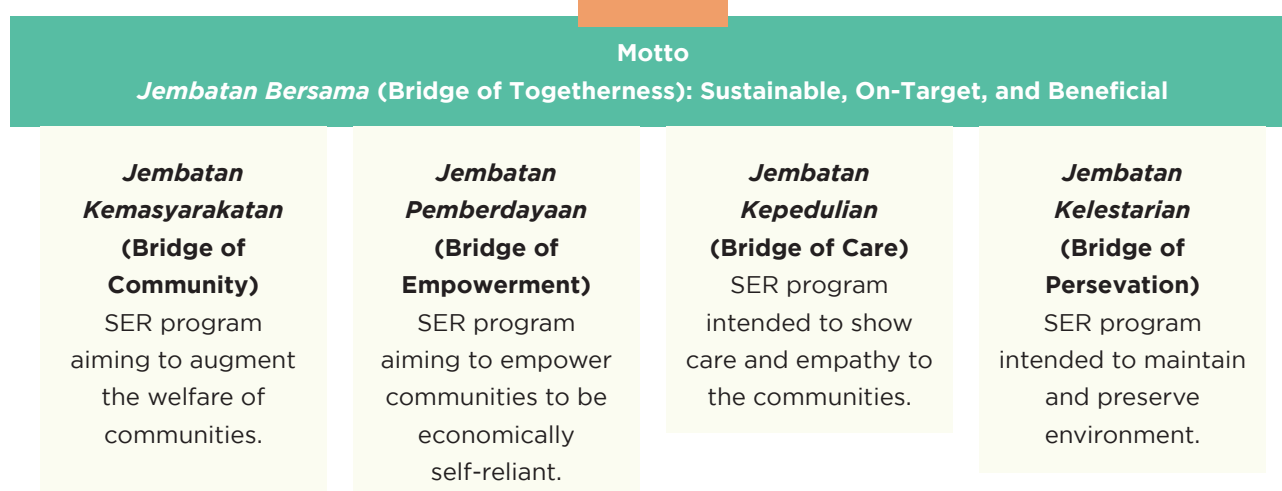 Motto
Jembatan Bersama (Bridge of Togetherness): Sustainable, On-Target, and Beneficial
Jembatan
Kemasyarakatan
(Bridge of
Community)
SER program
aiming to augment
the welfare of
communities.
Jembatan
Pemberdayaan
(Bridge of
Empowerment)
SER program
aiming to empower
communities to be
economically
self-reliant.
Jembatan
Kepedulian
(Bridge of Care)
SER program
intended to show
care and empathy to
the communities.
Jembatan
Kelestarian
(Bridge of
Persevation)
SER program
intended to maintain
and preserve
environment.